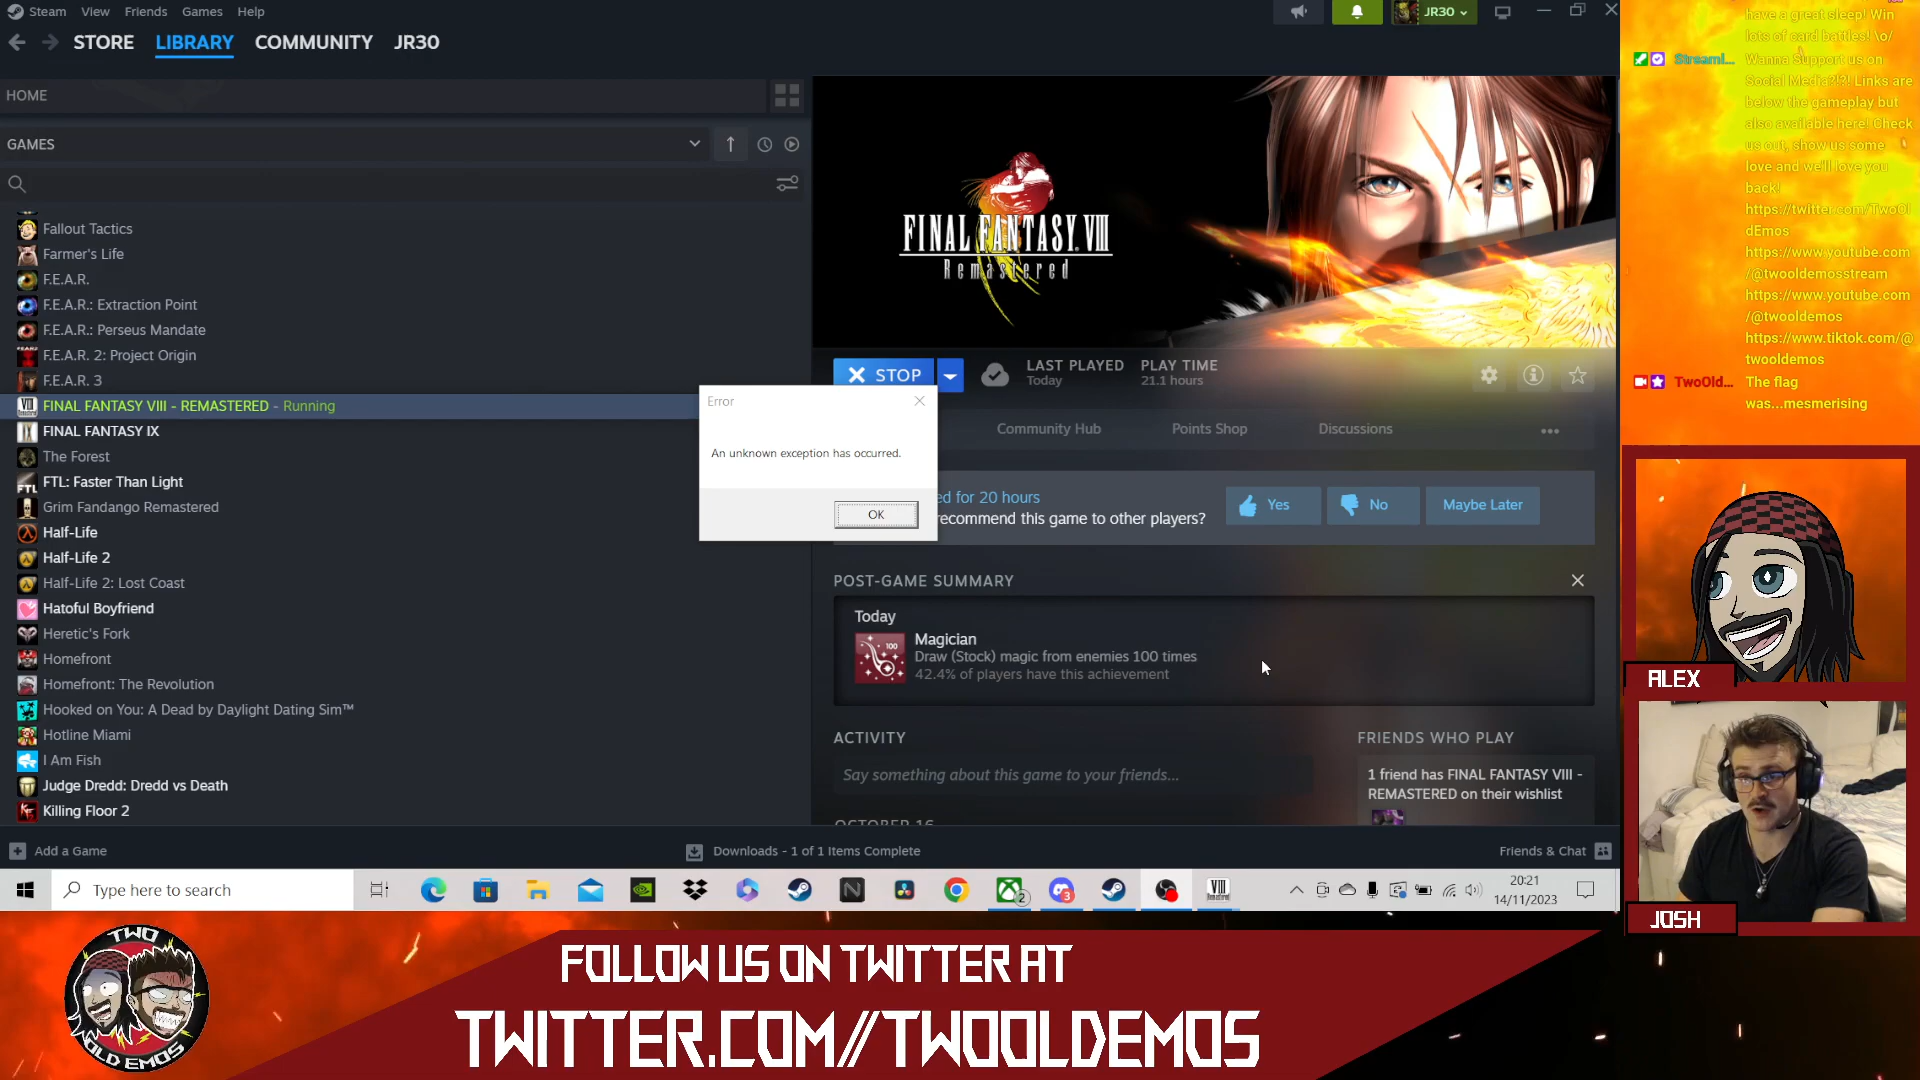 Steam View Friends Games Help
JR30
STORE LIBRARY COMMUNITY JR30
HOME
GAMES
Fallout Tactics
Farmer's Life
F.E.A.R.
F.E.A.R.: Extraction Point
F.E.A.R.: Perseus Mandate
F.E.A.R. 2: Project Origin
F.E.A.R. 3
FINAL FANTASY VIII - REMASTERED - Running
FINAL FANTASY IX
The Forest
FTL: Faster Than Light
Grim Fandango Remastered
Half-Life
Half-Life 2
Half-Life 2: Lost Coast
Hatoful Boyfriend
Heretic's Fork
Homefront
Homefront: The Revolution
Hooked on You: A Dead by Daylight Dating Sim™
Hotline Miami
I Am Fish
Judge Dredd: Dredd vs Death
Killing Floor 2
FINAL FANTASY VIII
Remastered
STOP
LAST PLAYED
Today
PLAY TIME
21.1 hours
Error
An unknown exception has occurred.
OK
Community Hub Points Shop Discussions
ed for 20 hours
recommend this game to other players?
Yes No Maybe Later
POST-GAME SUMMARY
Today
Magician
Draw (Stock) magic from enemies 100 times
42.4% of players have this achievement
100
ACTIVITY
Say something about this game to your friends...
OCTOBER 16
FRIENDS WHO PLAY
1 friend has FINAL FANTASY VIII -
REMASTERED on their wishlist
Add a Game
Downloads - 1 of 1 Items Complete
Friends & Chat
Type here to search
2
3
20:21
14/11/2023
have a great sleep! Win
lots of card battles! \o/
Streaml... Wanna Support us on
Social Media?!?! Links are
below the gameplay but
also available here! Check
us out, show us some
love and we'll love you
back!
https://twitter.com/TwoOl
dEmos
https://www.youtube.com
/@twooldemosstream
https://www.youtube.com
/@twooldemos
https://www.tiktok.com/@
twooldemos
TwoOld... The flag
was...mesmerising
ALEX
JOSH
TWO
OLD EMOS
FOLLOW US ON TWITTER AT
TWITTER.COM//TWOOLDEMOS